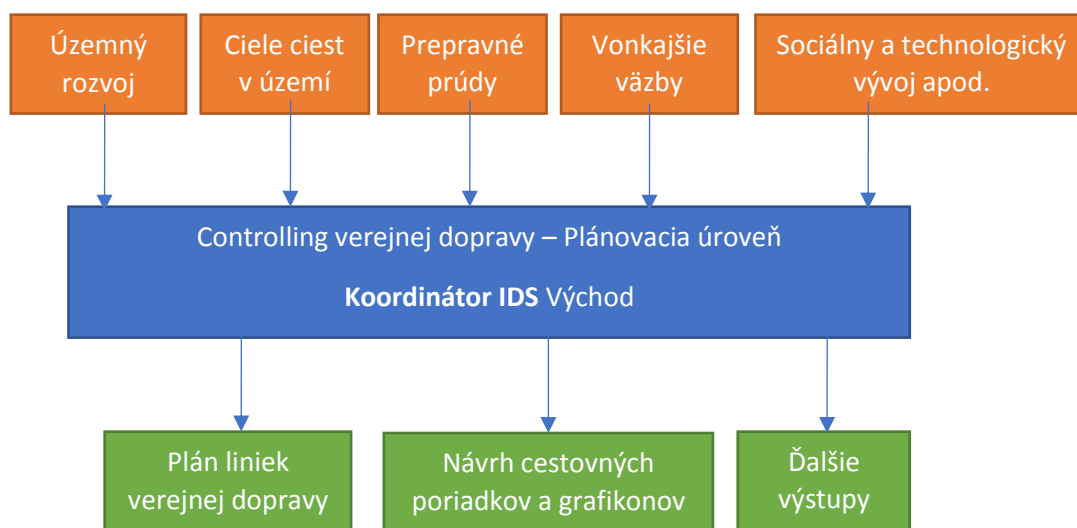 Územný
rozvoj
Ciele ciest
v území
Prepravné
prúdy
Vonkajšie
väzby
Sociálny a technologický
vývoj apod.
Controlling verejnej dopravy – Plánovacia úroveň
Koordinátor IDS Východ
Plán liniek
verejnej dopravy
Návrh cestovných
poriadkov a grafikonov
Ďalšie
výstupy